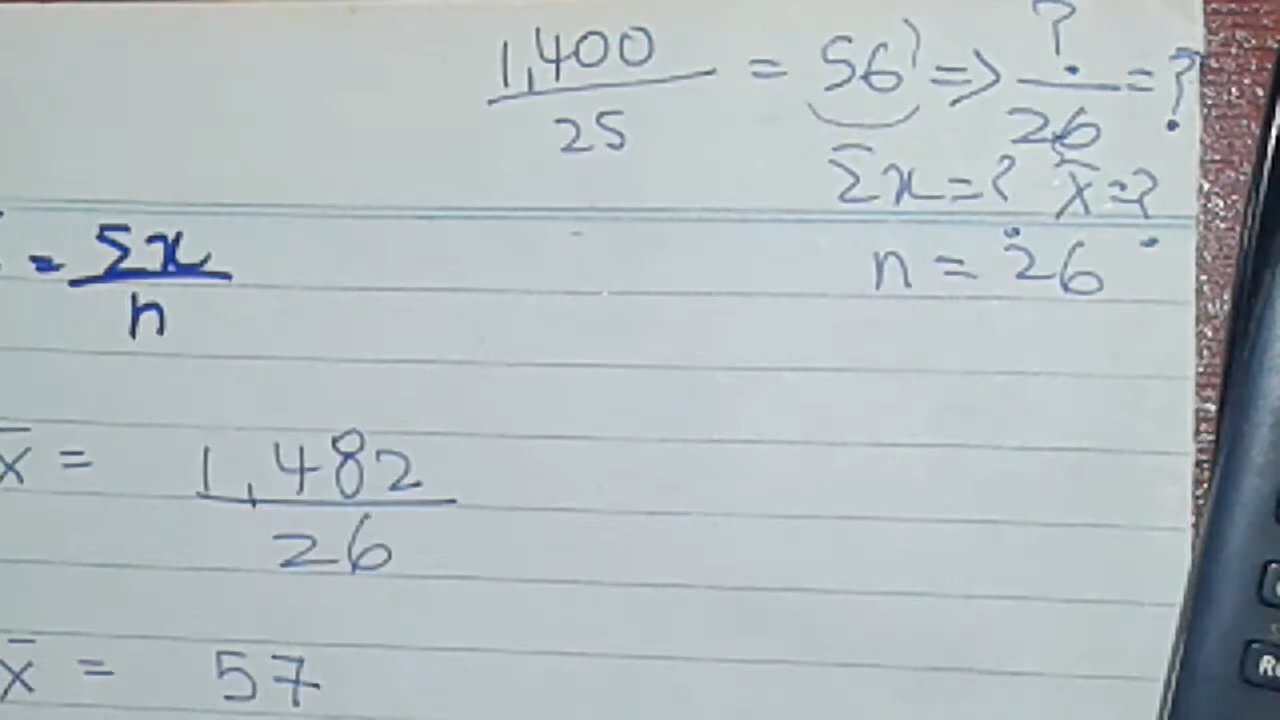 1,400/25 = 56 => ?/26 = ?
Σx = ? x̄ = ?
n = 26
= Σx/n
x̄ = 1,482/26
x̄ = 57